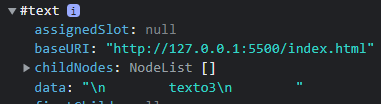 ▼ #text i
assignedSlot: null
baseURI: "http://127.0.0.1:5500/index.html"
▶ childNodes: NodeList []
data: "\n        texto3\n        "